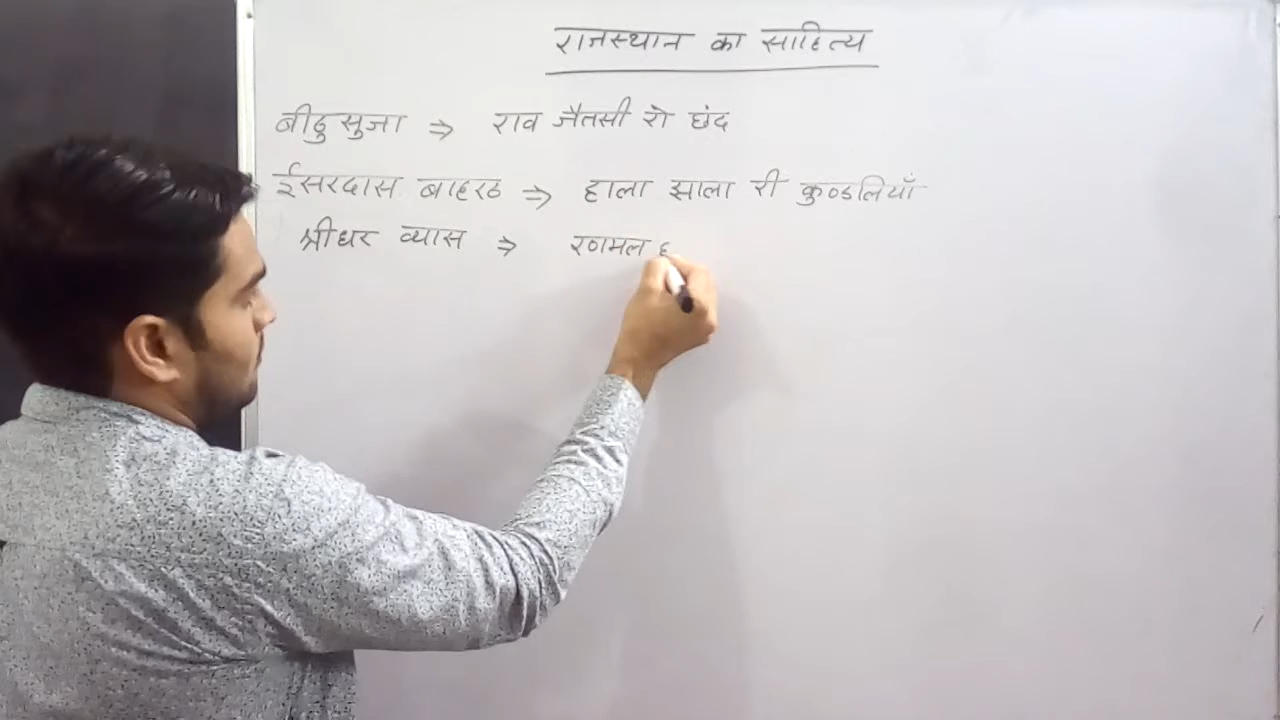 राजस्थान का साहित्य
बीठु सुजा ⇒ राव जैतसी रो छंद
ईसरदास बाहरठ ⇒ हाला झाला री कुण्डलियाँ
श्रीधर व्यास ⇒ रणमल